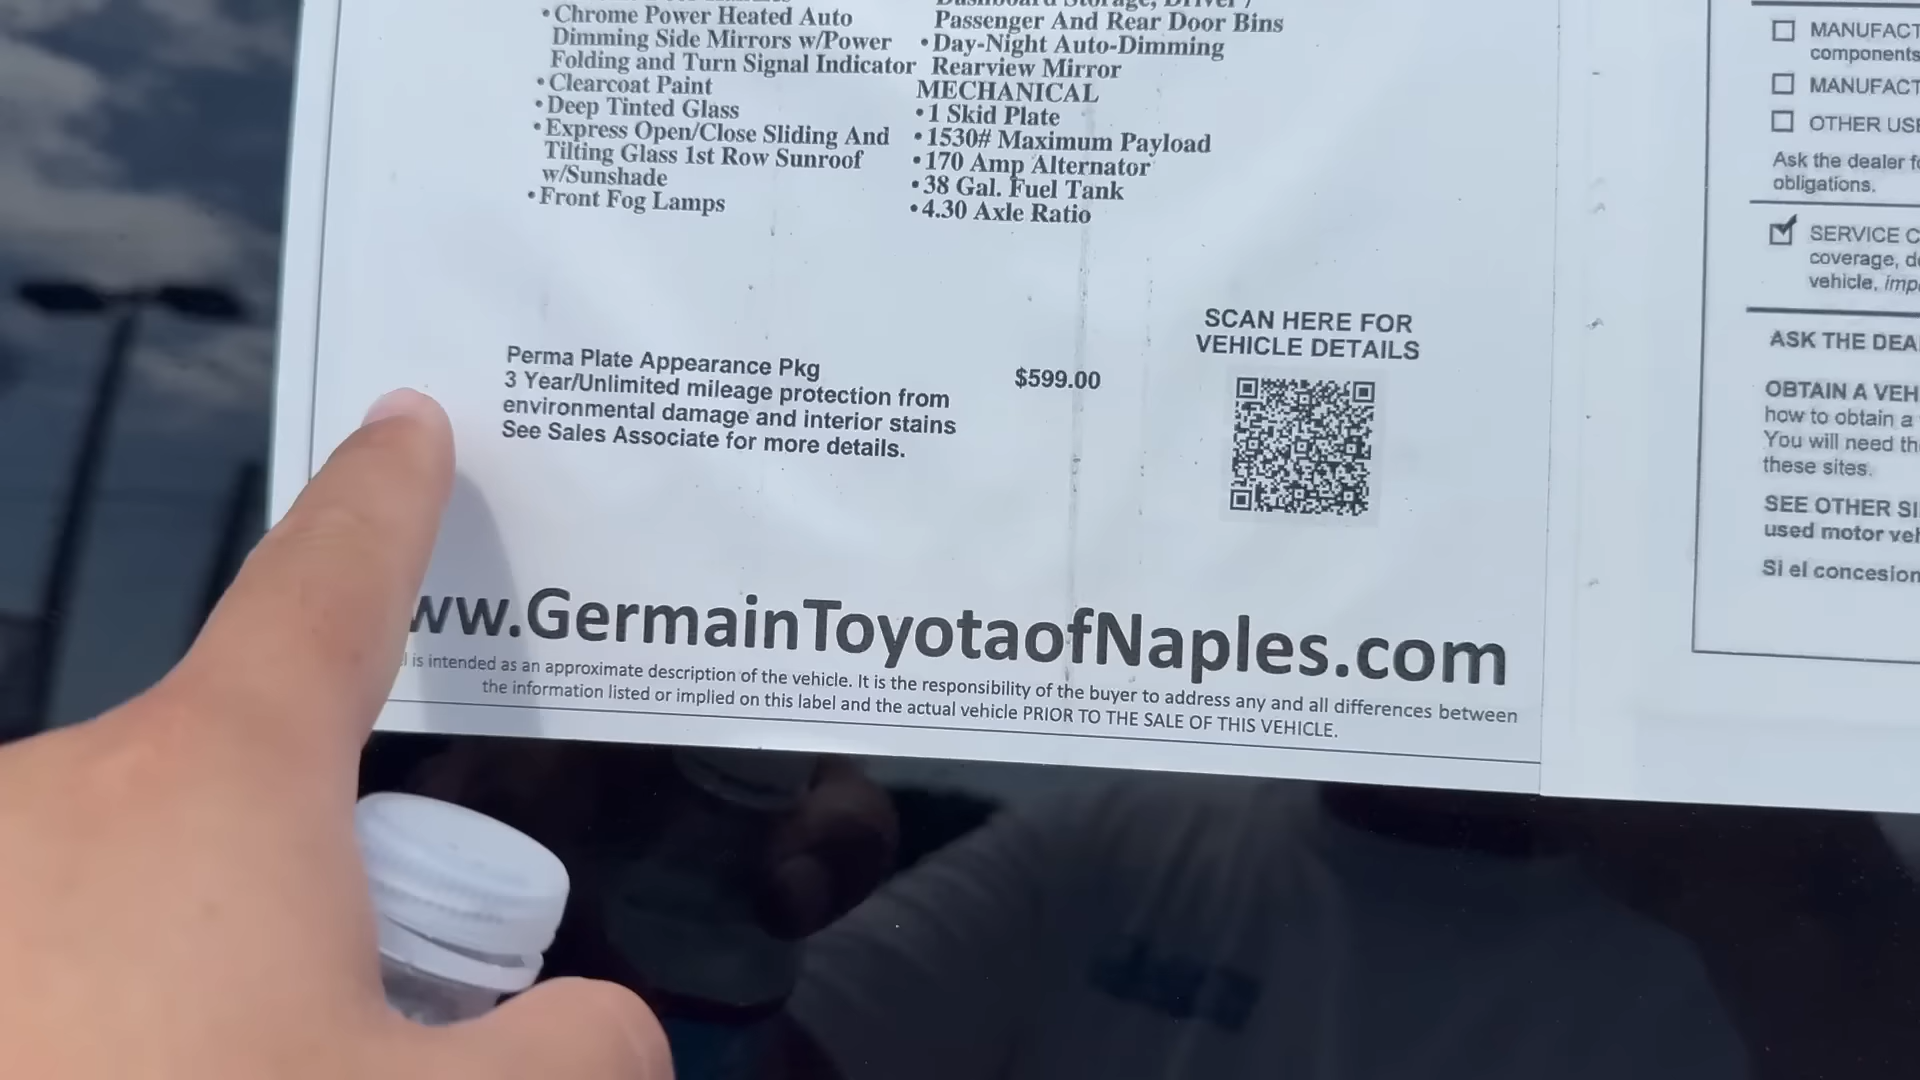 • Chrome Power Heated Auto
Dimming Side Mirrors w/Power
Folding and Turn Signal Indicator
• Clearcoat Paint
• Deep Tinted Glass
• Express Open/Close Sliding And
Tilting Glass 1st Row Sunroof
w/Sunshade
• Front Fog Lamps
Dashboard Storage, Driver /
Passenger And Rear Door Bins
• Day-Night Auto-Dimming
Rearview Mirror
MECHANICAL
• 1 Skid Plate
• 1530# Maximum Payload
• 170 Amp Alternator
• 38 Gal. Fuel Tank
• 4.30 Axle Ratio
Perma Plate Appearance Pkg
3 Year/Unlimited mileage protection from
environmental damage and interior stains
See Sales Associate for more details.
$599.00
SCAN HERE FOR
VEHICLE DETAILS
ww.GermainToyotaofNaples.com
is intended as an approximate description of the vehicle. It is the responsibility of the buyer to address any and all differences between
the information listed or implied on this label and the actual vehicle PRIOR TO THE SALE OF THIS VEHICLE.
MANUFACT
components
MANUFACT
OTHER USE
Ask the dealer fo
obligations.
SERVICE C
coverage, de
vehicle, imp
ASK THE DEA
OBTAIN A VEH
how to obtain a
You will need th
these sites.
SEE OTHER SI
used motor veh
Si el concesion